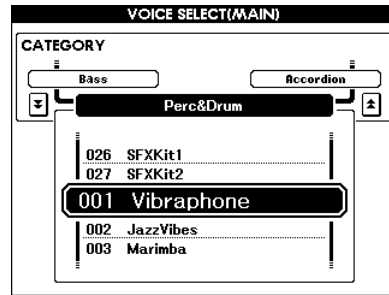 VOICE SELECT(MAIN)
CATEGORY
Bass
Accordion
Perc&Drum
026 SFXKit1
027 SFXKit2
001 Vibraphone
002 JazzVibes
003 Marimba